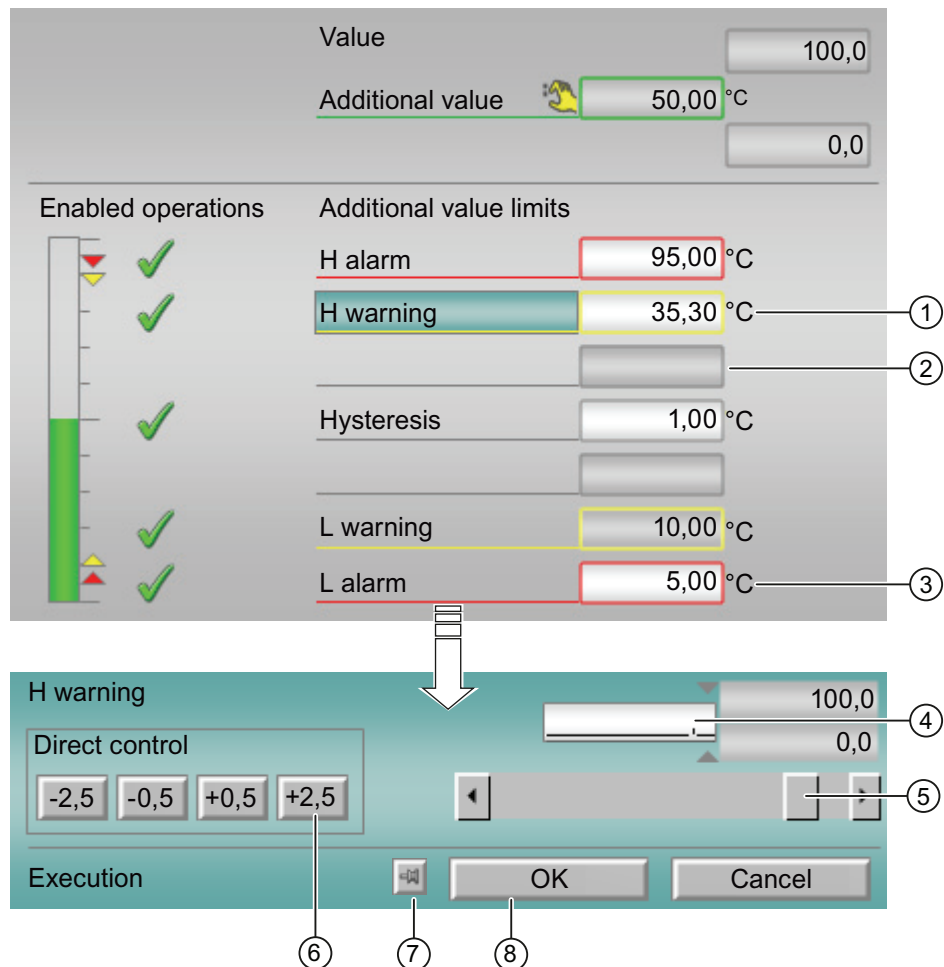 Value
100,0
Additional value 50,00 °C
0,0
Enabled operations Additional value limits
H alarm 95,00 °C
H warning 35,30 °C 1
2
Hysteresis 1,00 °C
L warning 10,00 °C
L alarm 5,00 °C 3
H warning 100,0
4
Direct control 0,0
-2,5 -0,5 +0,5 +2,5 5
Execution OK Cancel
6 7 8